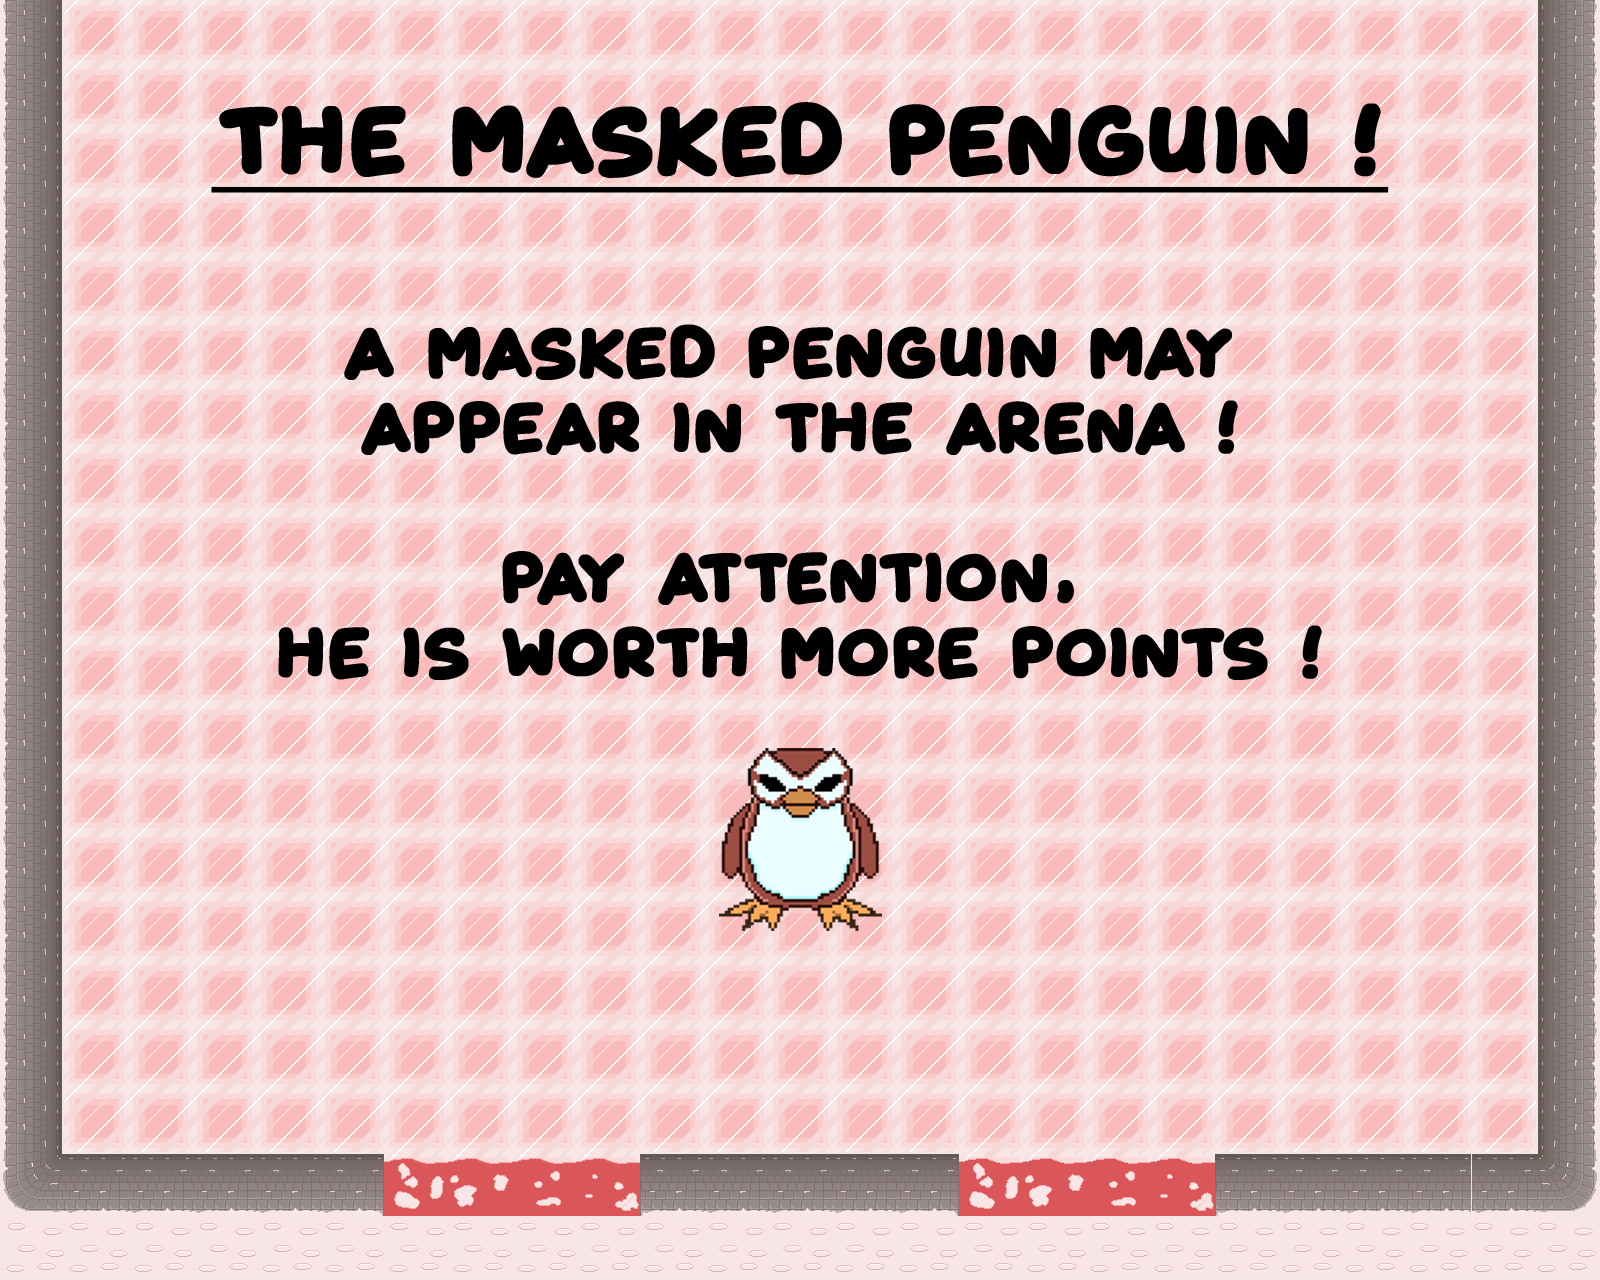 THE MASKED PENGUIN !
A MASKED PENGUIN MAY
APPEAR IN THE ARENA !
PAY ATTENTION,
HE IS WORTH MORE POINTS !